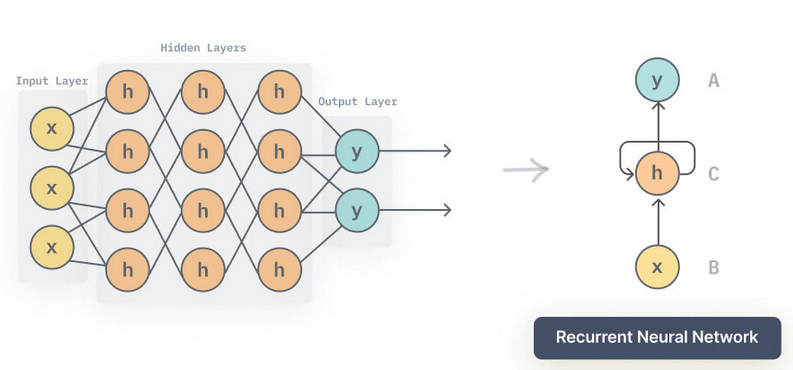 Hidden Layers
Input Layer
Output Layer
x
x
x
h h h
h h h
h h h
h h h
y
y
y A
h C
x B
Recurrent Neural Network